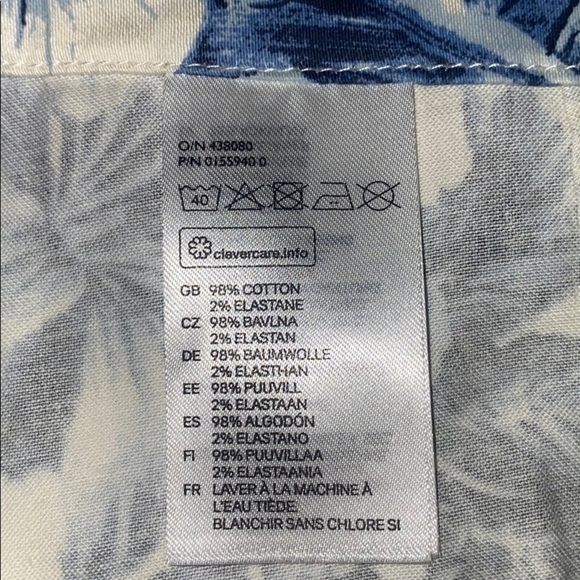 O/N 438080
P/N 0155940 0
40
clevercare.info
GB 98% COTTON
2% ELASTANE
CZ 98% BAVLNA
2% ELASTAN
DE 98% BAUMWOLLE
2% ELASTHAN
EE 98% PUUVILL
2% ELASTAAN
ES 98% ALGODÓN
2% ELASTANO
FI 98% PUUVILLAA
2% ELASTAANIA
FR LAVER À LA MACHINE À
L'EAU TIÈDE.
BLANCHIR SANS CHLORE SI